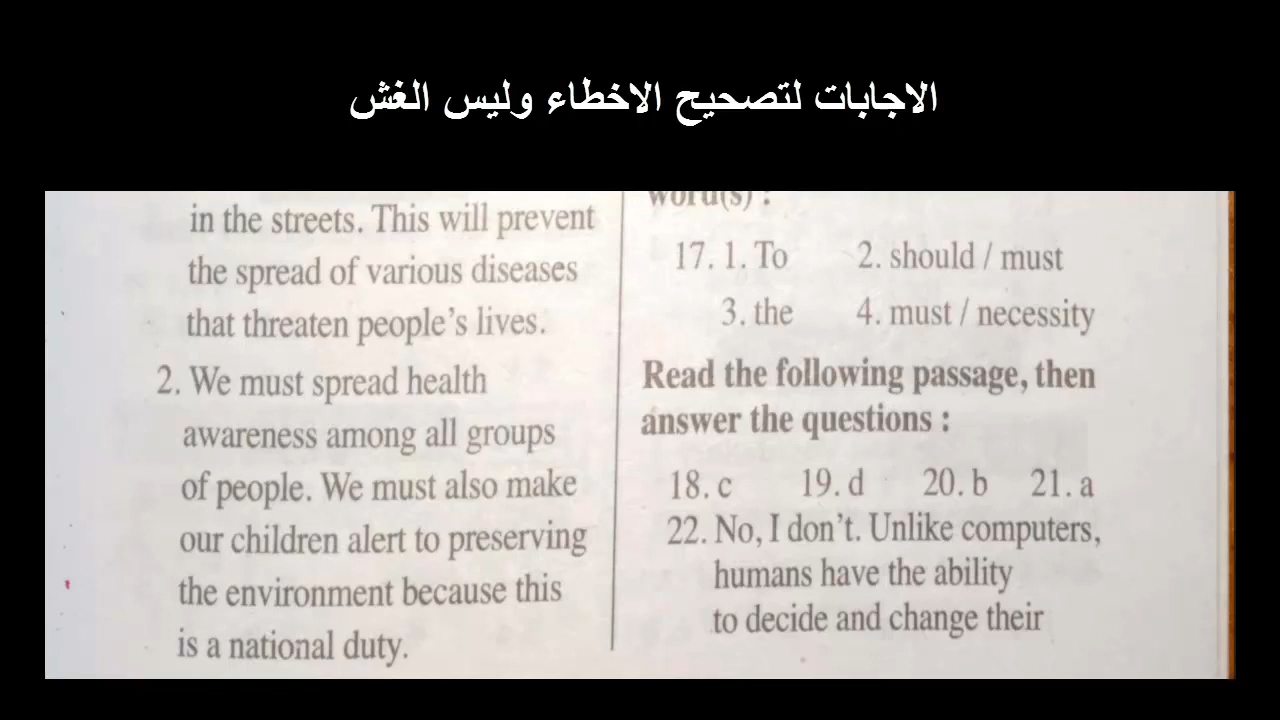 الاجابات لتصحيح الاخطاء وليس الغش
in the streets. This will prevent
the spread of various diseases
that threaten people's lives.
2. We must spread health
awareness among all groups
of people. We must also make
our children alert to preserving
the environment because this
is a national duty.
word(s) :
17. 1. To 2. should / must
3. the 4. must / necessity
Read the following passage, then
answer the questions :
18. c 19. d 20. b 21. a
22. No, I don't. Unlike computers,
humans have the ability
to decide and change their